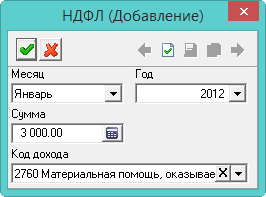 НДФЛ (Добавление)
Месяц Год
Январь 2012
Сумма
3 000.00
Код дохода
2760 Материальная помощь, оказывае